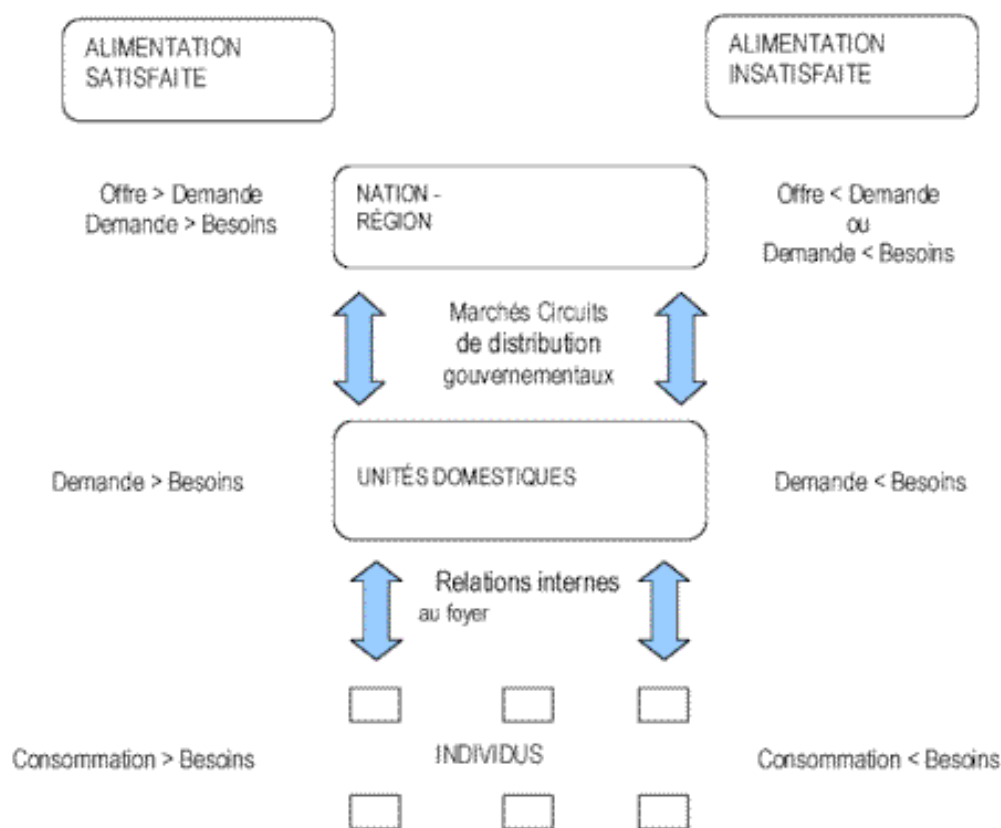 ALIMENTATION
SATISFAITE
ALIMENTATION
INSATISFAITE
Offre > Demande
Demande > Besoins
NATION -
RÉGION
Offre < Demande
ou
Demande < Besoins
Marchés Circuits
de distribution
gouvernementaux
Demande > Besoins
UNITÉS DOMESTIQUES
Demande < Besoins
Relations internes
au foyer
Consommation > Besoins
INDIVIDUS
Consommation < Besoins